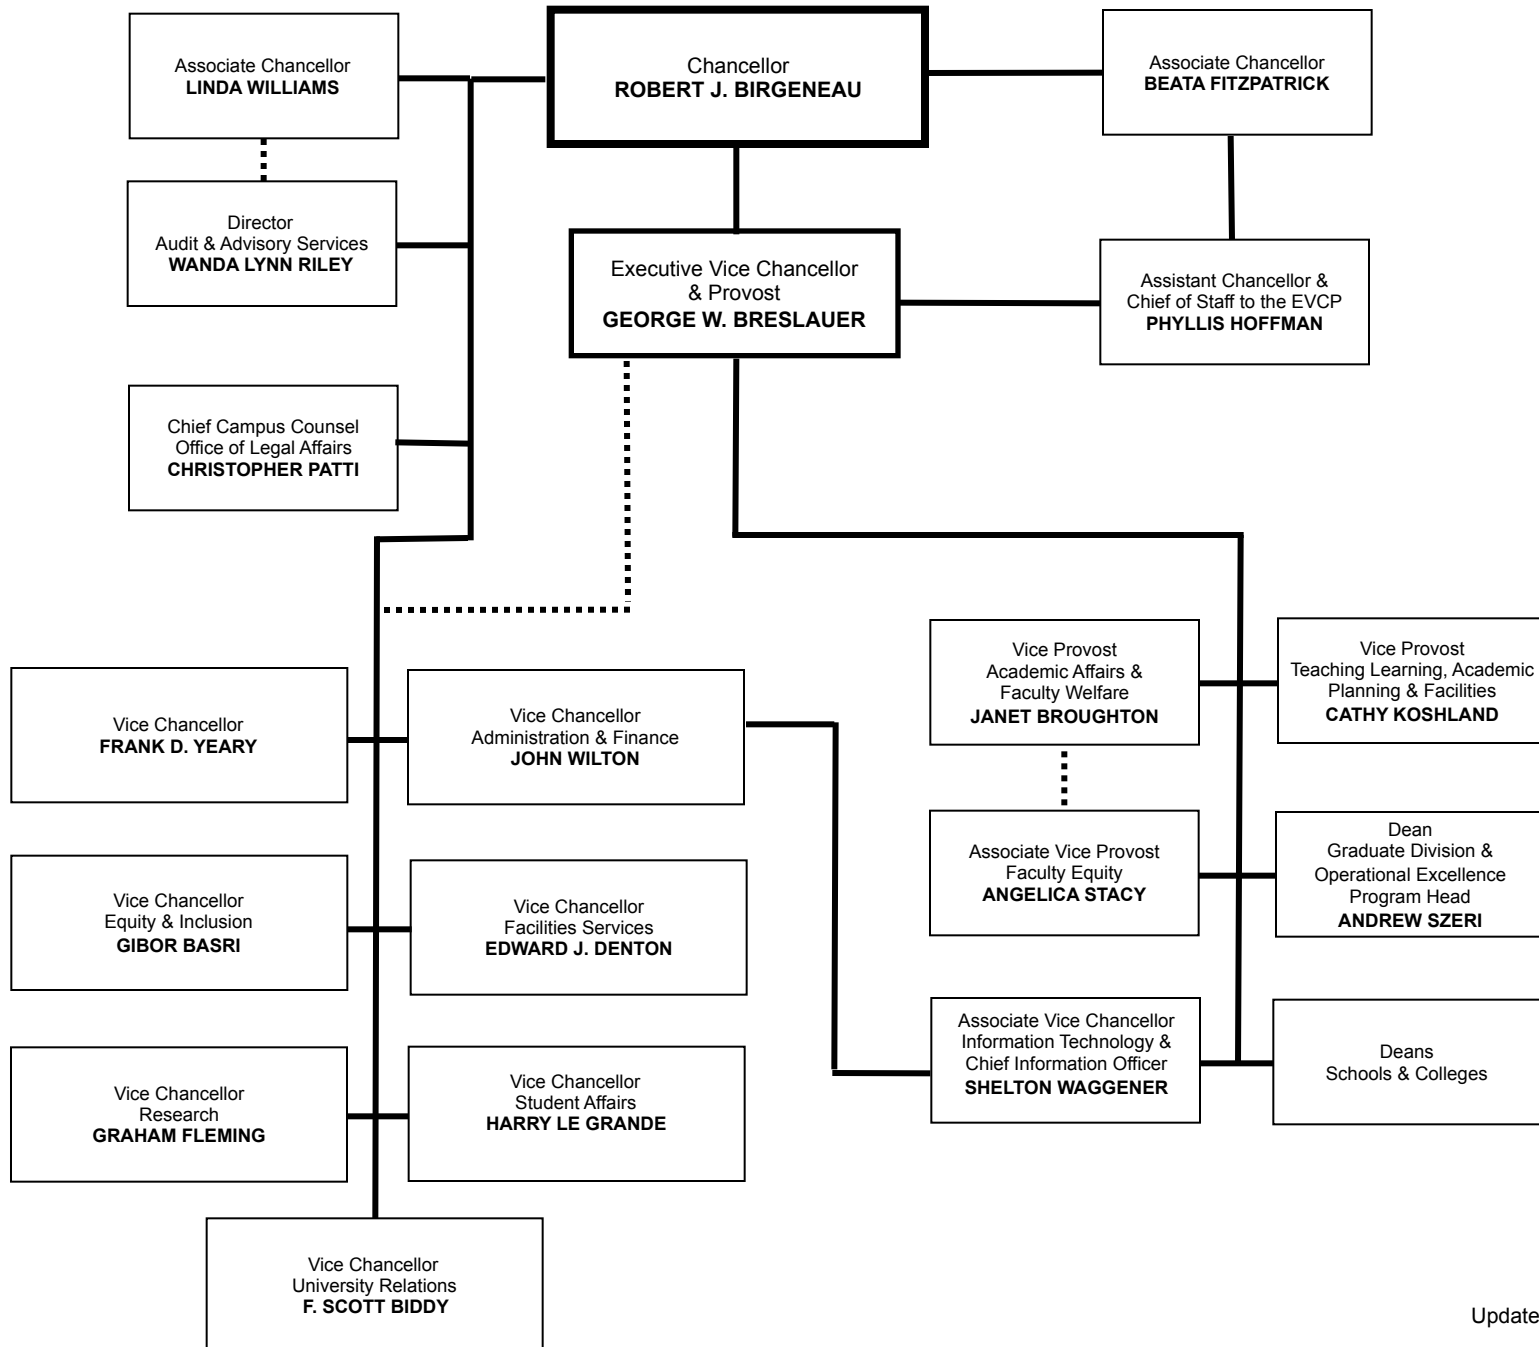 Associate Chancellor
LINDA WILLIAMS
Chancellor
ROBERT J. BIRGENEAU
Associate Chancellor
BEATA FITZPATRICK
Director
Audit & Advisory Services
WANDA LYNN RILEY
Executive Vice Chancellor
& Provost
GEORGE W. BRESLAUER
Assistant Chancellor &
Chief of Staff to the EVCP
PHYLLIS HOFFMAN
Chief Campus Counsel
Office of Legal Affairs
CHRISTOPHER PATTI
Vice Chancellor
FRANK D. YEARY
Vice Chancellor
Administration & Finance
JOHN WILTON
Vice Provost
Academic Affairs &
Faculty Welfare
JANET BROUGHTON
Vice Provost
Teaching Learning, Academic
Planning & Facilities
CATHY KOSHLAND
Vice Chancellor
Equity & Inclusion
GIBOR BASRI
Vice Chancellor
Facilities Services
EDWARD J. DENTON
Associate Vice Provost
Faculty Equity
ANGELICA STACY
Dean
Graduate Division &
Operational Excellence
Program Head
ANDREW SZERI
Vice Chancellor
Research
GRAHAM FLEMING
Vice Chancellor
Student Affairs
HARRY LE GRANDE
Associate Vice Chancellor
Information Technology &
Chief Information Officer
SHELTON WAGGENER
Deans
Schools & Colleges
Vice Chancellor
University Relations
F. SCOTT BIDDY
Update